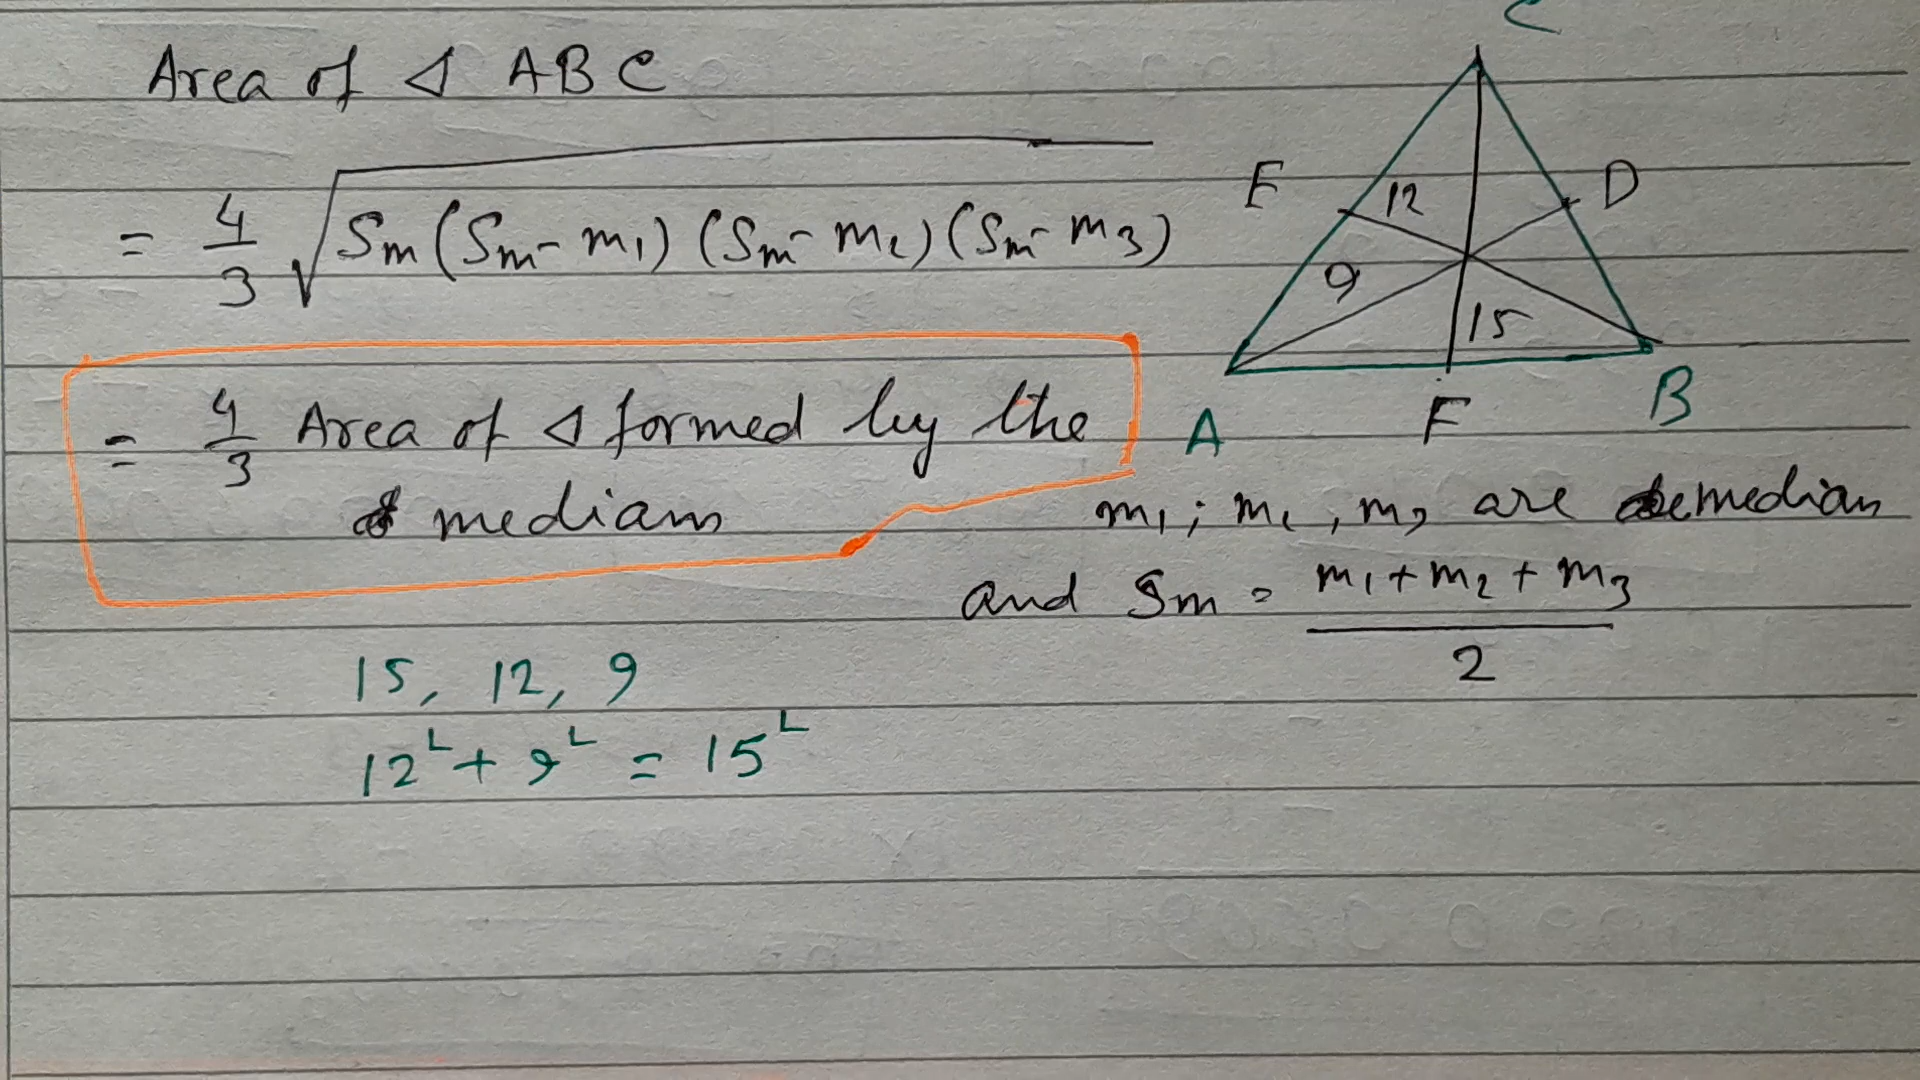 Area of Δ ABC
= 4/3 √Sm (Sm - m1) (Sm - m2) (Sm - m3)
= 4/3 Area of Δ formed by the
medians
C
E
D
12
9
15
A
F
B
m1, m2, m3 are median
and Sm = m1 + m2 + m3
2
15, 12, 9
12² + 9² = 15²